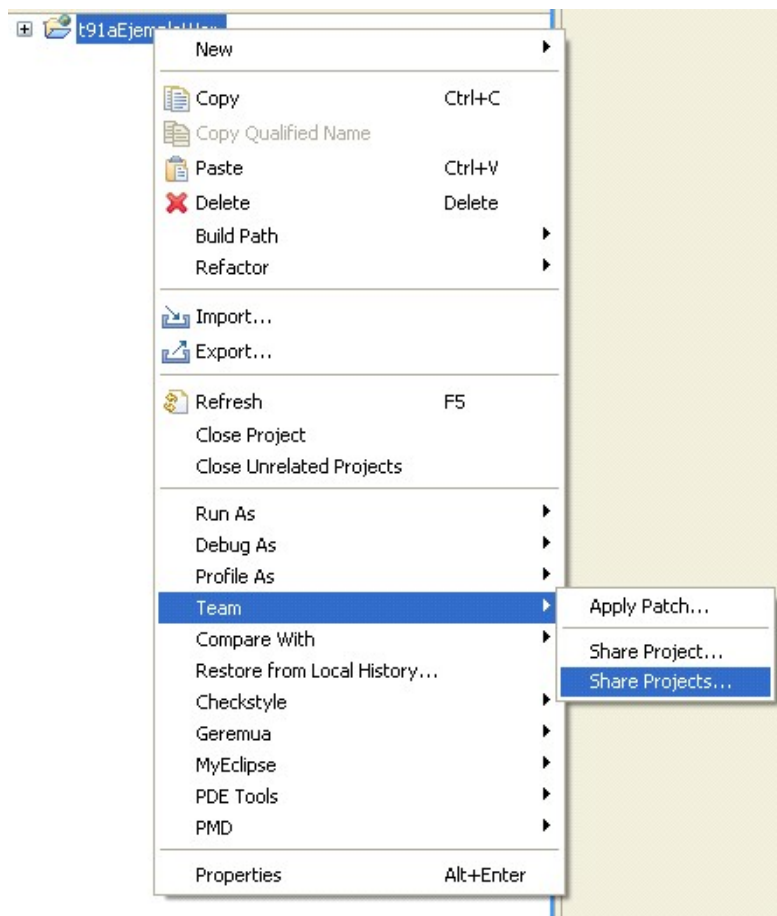 New
Copy Ctrl+C
Copy Qualified Name
Paste Ctrl+V
Delete Delete
Build Path
Refactor
Import...
Export...
Refresh F5
Close Project
Close Unrelated Projects
Run As
Debug As
Profile As
Team
Apply Patch...
Compare With
Share Project...
Restore from Local History...
Share Projects...
Checkstyle
Geremua
MyEclipse
PDE Tools
PMD
Properties Alt+Enter